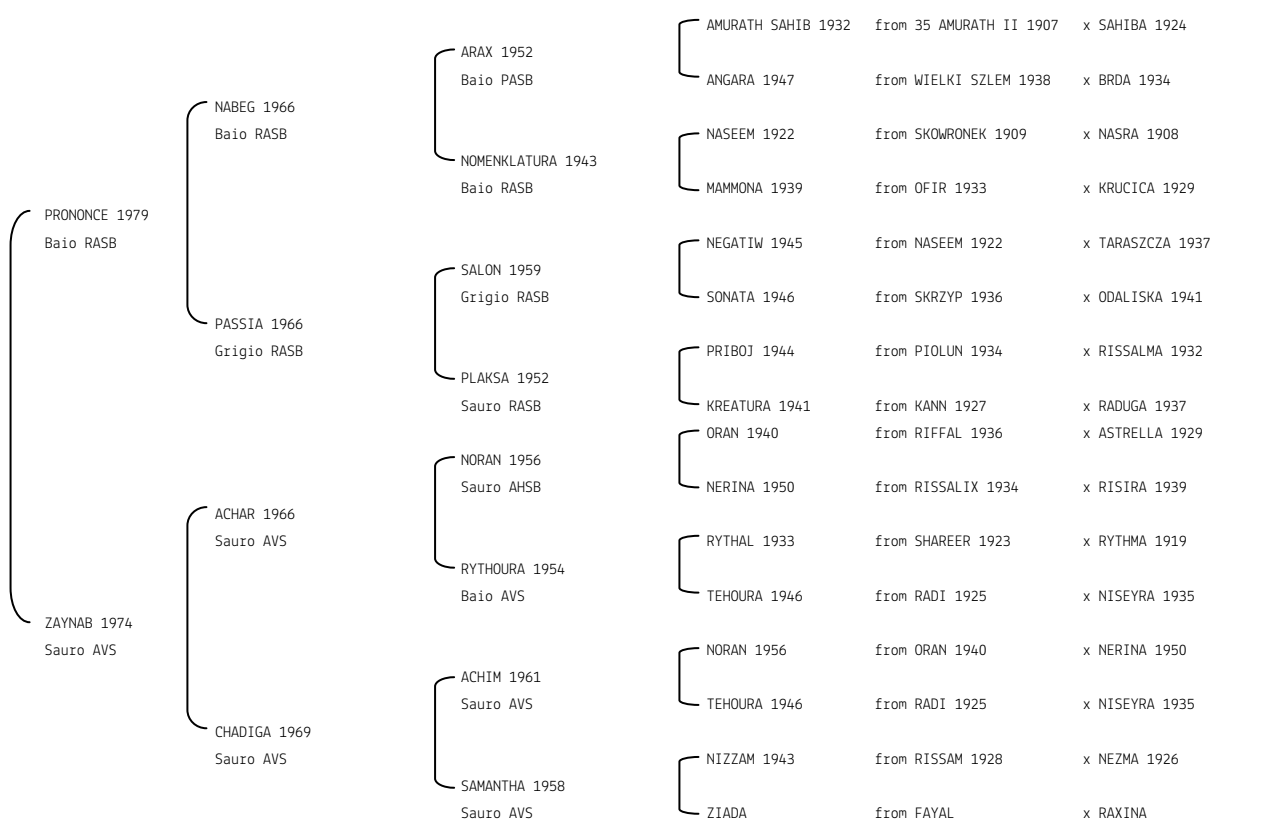 AMURATH SAHIB 1932 from 35 AMURATH II 1907 x SAHIBA 1924
ARAX 1952
Baio PASB ANGARA 1947 from WIELKI SZLEM 1938 x BRDA 1934
NABEG 1966
Baio RASB NASEEM 1922 from SKOWRONEK 1909 x NASRA 1908
NOMENKLATURA 1943
Baio RASB MAMMONA 1939 from OFIR 1933 x KRUCICA 1929
PRONONCE 1979
Baio RASB NEGATIW 1945 from NASEEM 1922 x TARASZCZA 1937
SALON 1959
Grigio RASB SONATA 1946 from SKRZYP 1936 x ODALISKA 1941
PASSIA 1966
Grigio RASB PRIBOJ 1944 from PIOLUN 1934 x RISSALMA 1932
PLAKSA 1952
Sauro RASB KREATURA 1941 from KANN 1927 x RADUGA 1937
ORAN 1940 from RIFFAL 1936 x ASTRELLA 1929
NORAN 1956
Sauro AHSB NERINA 1950 from RISSALIX 1934 x RISIRA 1939
ACHAR 1966
Sauro AVS RYTHAL 1933 from SHAREER 1923 x RYTHMA 1919
RYTHOURA 1954
Baio AVS TEHOURA 1946 from RADI 1925 x NISEYRA 1935
ZAYNAB 1974
Sauro AVS NORAN 1956 from ORAN 1940 x NERINA 1950
ACHIM 1961
Sauro AVS TEHOURA 1946 from RADI 1925 x NISEYRA 1935
CHADIGA 1969
Sauro AVS NIZZAM 1943 from RISSAM 1928 x NEZMA 1926
SAMANTHA 1958
Sauro AVS ZIADA from FAYAL x RAXINA